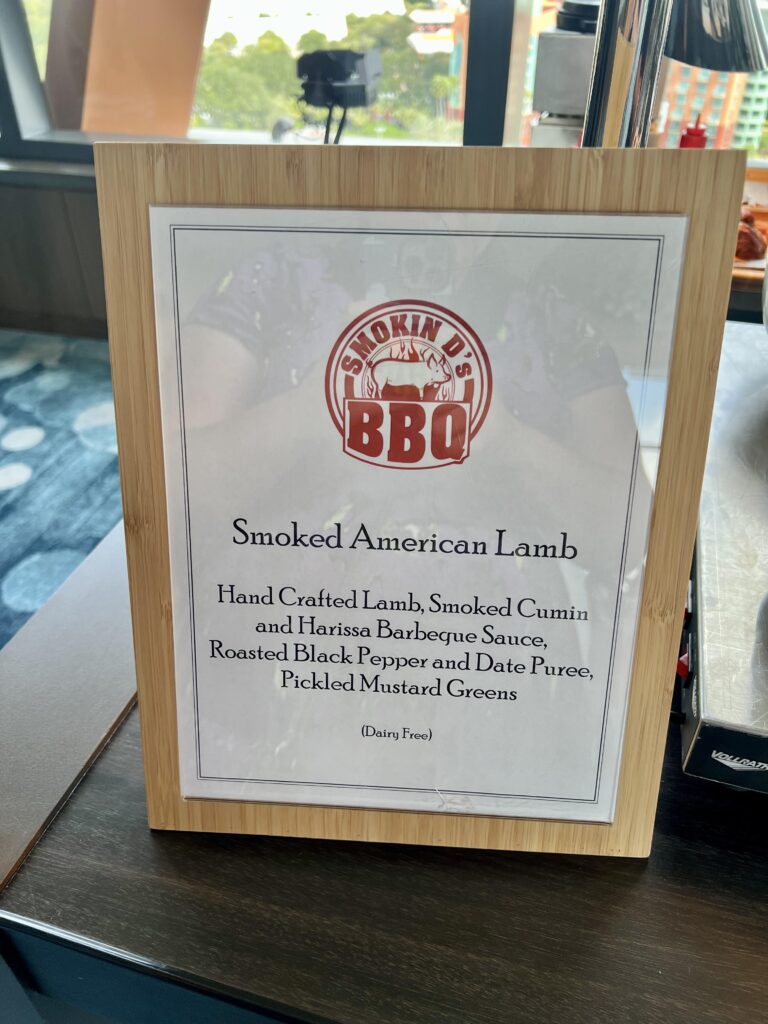 SMOKIN D's
BBQ
Smoked American Lamb
Hand Crafted Lamb, Smoked Cumin
and Harissa Barbeque Sauce,
Roasted Black Pepper and Date Puree,
Pickled Mustard Greens
(Dairy Free)
VOLLRATH